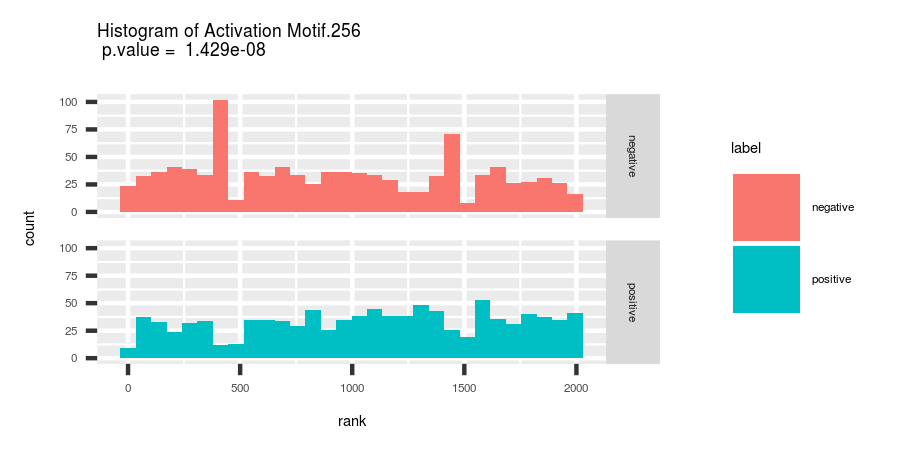 Histogram of Activation Motif.256
p.value =  1.429e-08
count
100
75
50
25
0
negative
100
75
50
25
0
positive
0 500 1000 1500 2000
rank
label
negative
positive